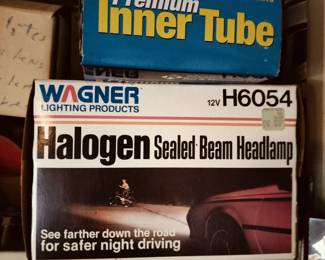 Premium
Inner Tube
WAGNER
LIGHTING PRODUCTS
12V H6054
Halogen Sealed Beam Headlamp
See farther down the road
for safer night driving